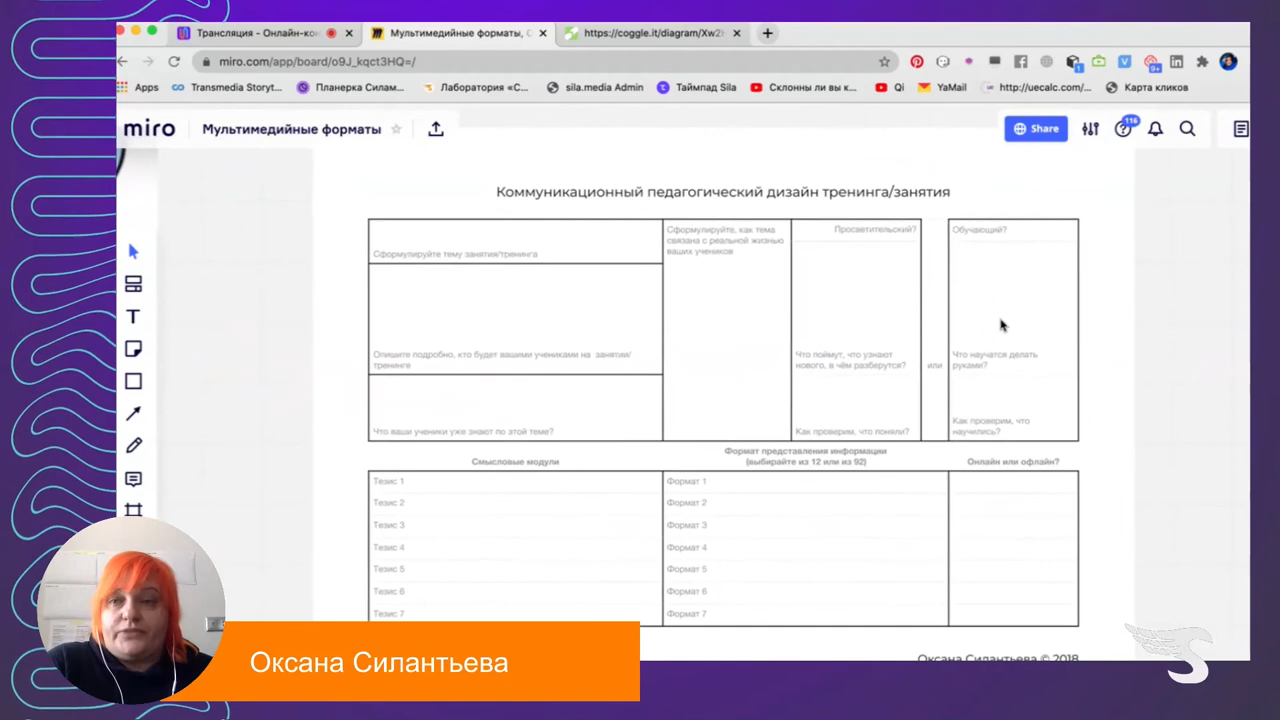 Трансляция - Онлайн-кон
Мультимедийные форматы, С
https://coggle.it/diagram/Xw2H
miro.com/app/board/o9J_kqct3HQ=/
Apps
Transmedia Storyt...
Планерка Силам...
Лаборатория «С...
sila.media Admin
Таймпад Sila
Склонны ли вы к...
Qi
YaMail
http://uecalc.com/...
Карта кликов
miro
Мультимедийные форматы
Share
116
Коммуникационный педагогический дизайн тренинга/занятия
Сформулируйте тему занятия/тренинга
Опишите подробно, кто будет вашими учениками на занятии/
тренинге
Что ваши ученики уже знают по этой теме?
Сформулируйте, как тема
связана с реальной жизнью
ваших учеников
Просветительский?
Что поймут, что узнают
нового, в чём разберутся?
Как проверим, что поняли?
или
Обучающий?
Что научатся делать
руками?
Как проверим, что
научились?
Смысловые модули
Формат представления информации
(выбирайте из 12 или из 92)
Онлайн или офлайн?
Тезис 1
Формат 1
Тезис 2
Формат 2
Тезис 3
Формат 3
Тезис 4
Формат 4
Тезис 5
Формат 5
Тезис 6
Формат 6
Тезис 7
Формат 7
Оксана Силантьева © 2018
Оксана Силантьева